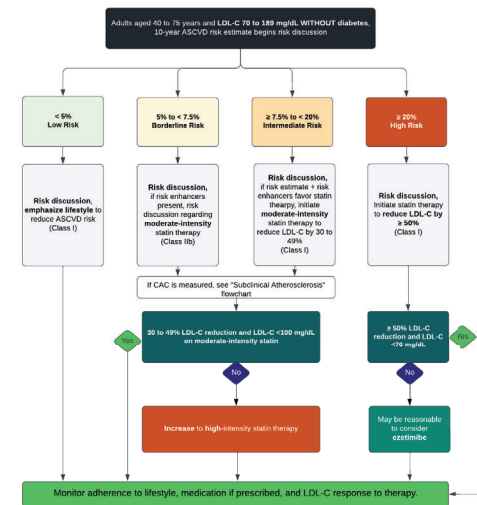 Adults aged 40 to 75 years and LDL-C 70 to 189 mg/dL WITHOUT diabetes,
10-year ASCVD risk estimate begins risk discussion
< 5%
Low Risk
5% to < 7.5%
Borderline Risk
≥ 7.5% to < 20%
Intermediate Risk
≥ 20%
High Risk
Risk discussion,
emphasize lifestyle to
reduce ASCVD risk
(Class I)
Risk discussion,
if risk enhancers
present, risk
discussion regarding
moderate-intensity
statin therapy
(Class IIb)
Risk discussion,
if risk estimate + risk
enhancers favor statin
thearpy, initiate
moderate-intensity
statin therapy to
reduce LDL-C by 30 to
49%
(Class I)
Risk discussion,
Initiate statin therapy
to reduce LDL-C by ≥
≥ 50%
(Class I)
If CAC is measured, see "Subclinical Atherosclerosis"
flowchart
30 to 49% LDL-C reduction and LDL-C <100 mg/dL
on moderate-intensity statin
Yes
≥ 50% LDL-C
reduction and LDL-C
<70 mg/dL
Yes
No
No
Increase to high-intensity statin therapy
May be reasonable
to consider
ezetimibe
Monitor adherence to lifestyle, medication if prescribed, and LDL-C response to therapy.